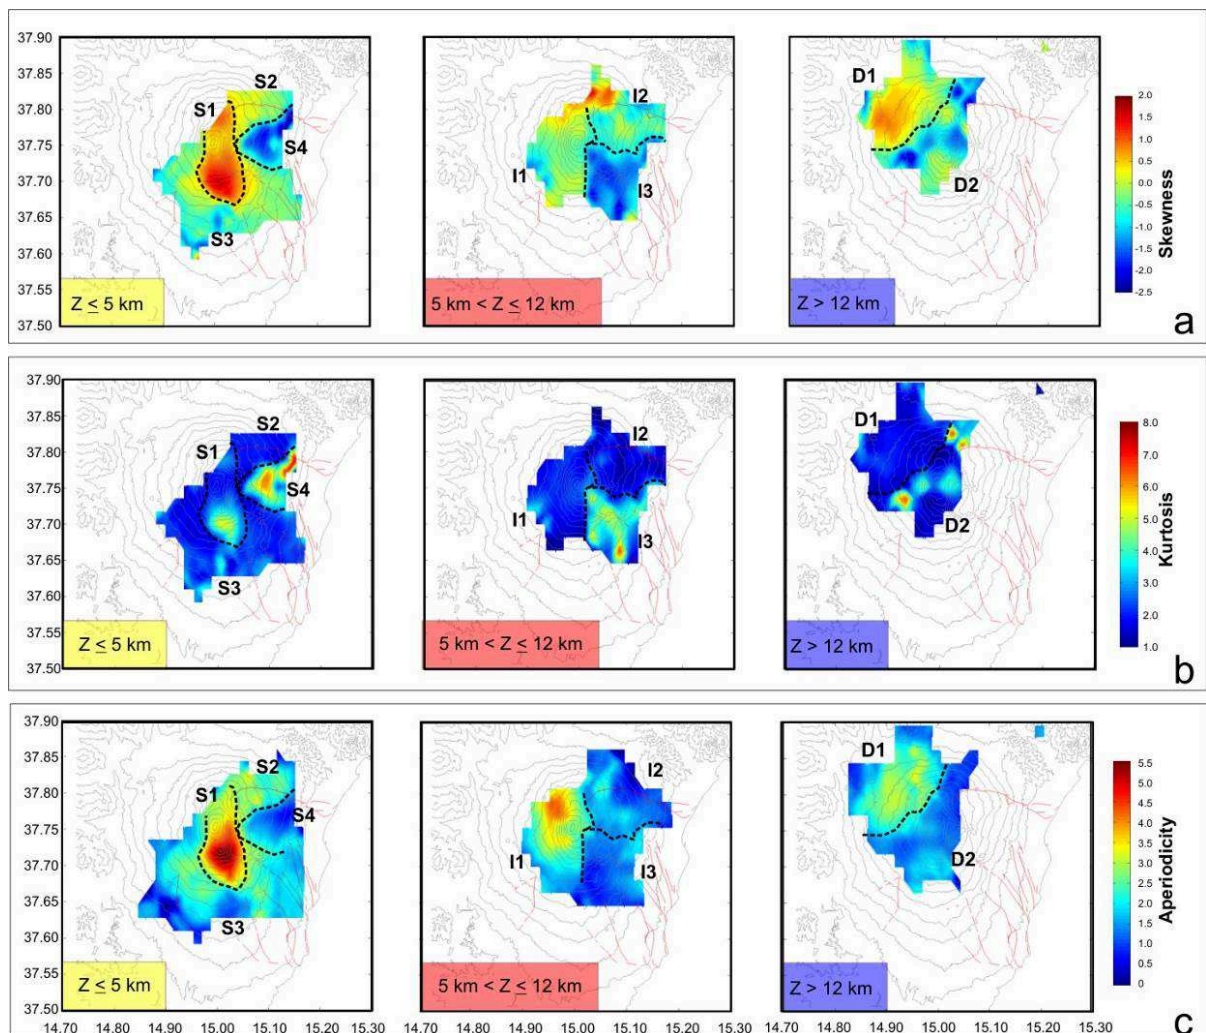 37.90
37.85
37.80
37.75
37.70
37.65
37.60
37.55
37.50
S1
S2
S3
S4
Z ≤ 5 km
I1
I2
I3
5 km < Z ≤ 12 km
D1
D2
Z > 12 km
2.0
1.5
1.0
0.5
0.0
-0.5
-1.0
-1.5
-2.0
-2.5
Skewness
a
37.90
37.85
37.80
37.75
37.70
37.65
37.60
37.55
37.50
S1
S2
S3
S4
Z ≤ 5 km
I1
I2
I3
5 km < Z ≤ 12 km
D1
D2
Z > 12 km
8.0
7.0
6.0
5.0
4.0
3.0
2.0
1.0
Kurtosis
b
37.90
37.85
37.80
37.75
37.70
37.65
37.60
37.55
37.50
S1
S2
S3
S4
Z ≤ 5 km
I1
I2
I3
5 km < Z ≤ 12 km
D1
D2
Z > 12 km
5.5
5.0
4.5
4.0
3.5
3.0
2.5
2.0
1.5
1.0
0.5
0
Aperiodicity
c
14.70 14.80 14.90 15.00 15.10 15.20 15.30
14.70 14.80 14.90 15.00 15.10 15.20 15.30
14.70 14.80 14.90 15.00 15.10 15.20 15.30